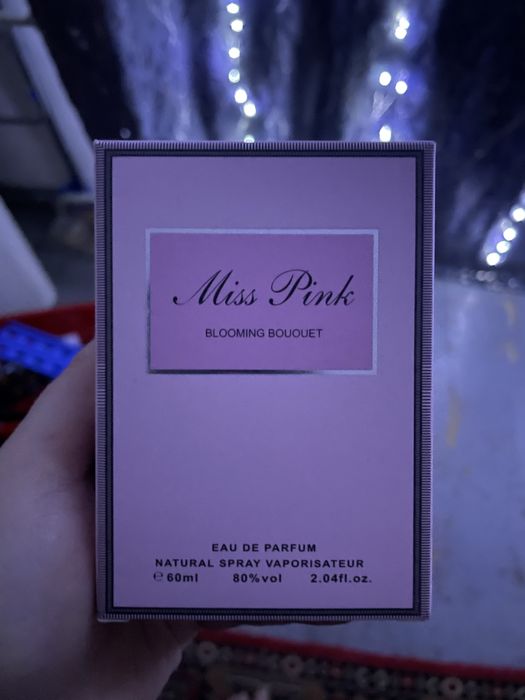 Miss Pink
BLOOMING BOUOUET
EAU DE PARFUM
NATURAL SPRAY VAPORISATEUR
℮ 60ml 80%vol 2.04fl.oz.